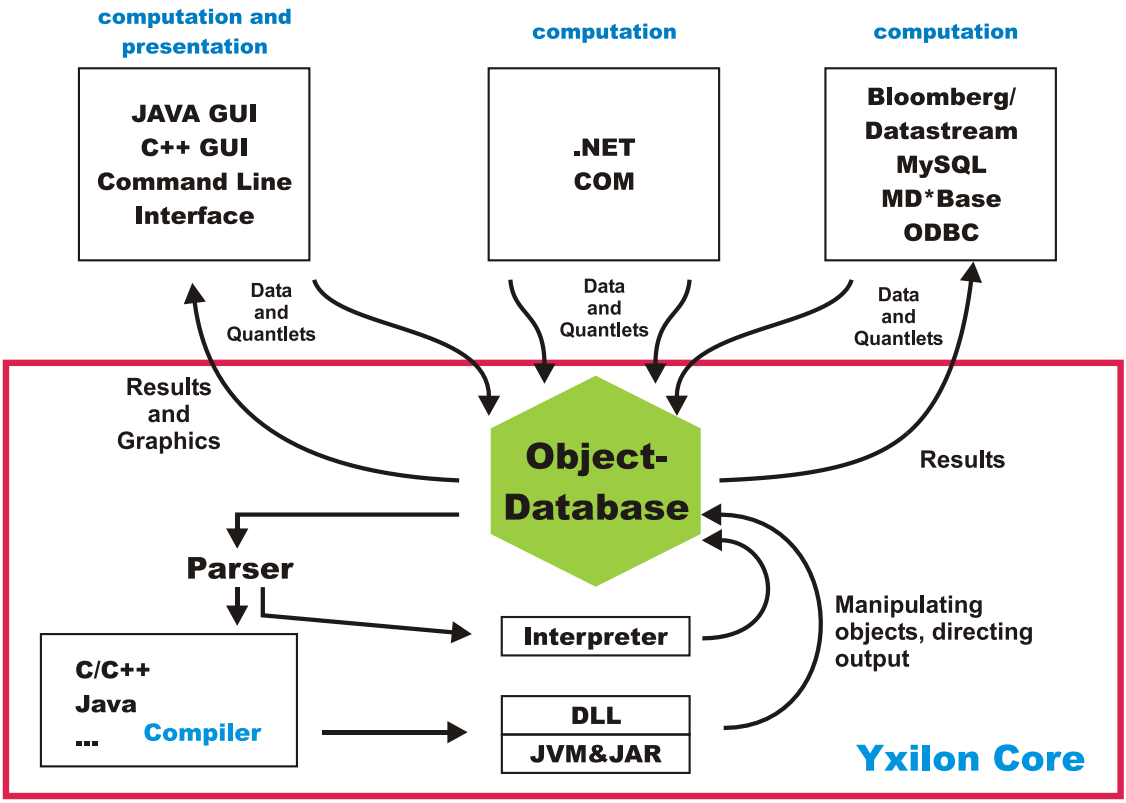 computation and
presentation
computation
computation
JAVA GUI
C++ GUI
Command Line
Interface
.NET
COM
Bloomberg/
Datastream
MySQL
MD*Base
ODBC
Data
and
Quantlets
Data
and
Quantlets
Data
and
Quantlets
Results
and
Graphics
Object-
Database
Results
Parser
Interpreter
Manipulating
objects, directing
output
C/C++
Java
... Compiler
DLL
JVM&JAR
Yxilon Core